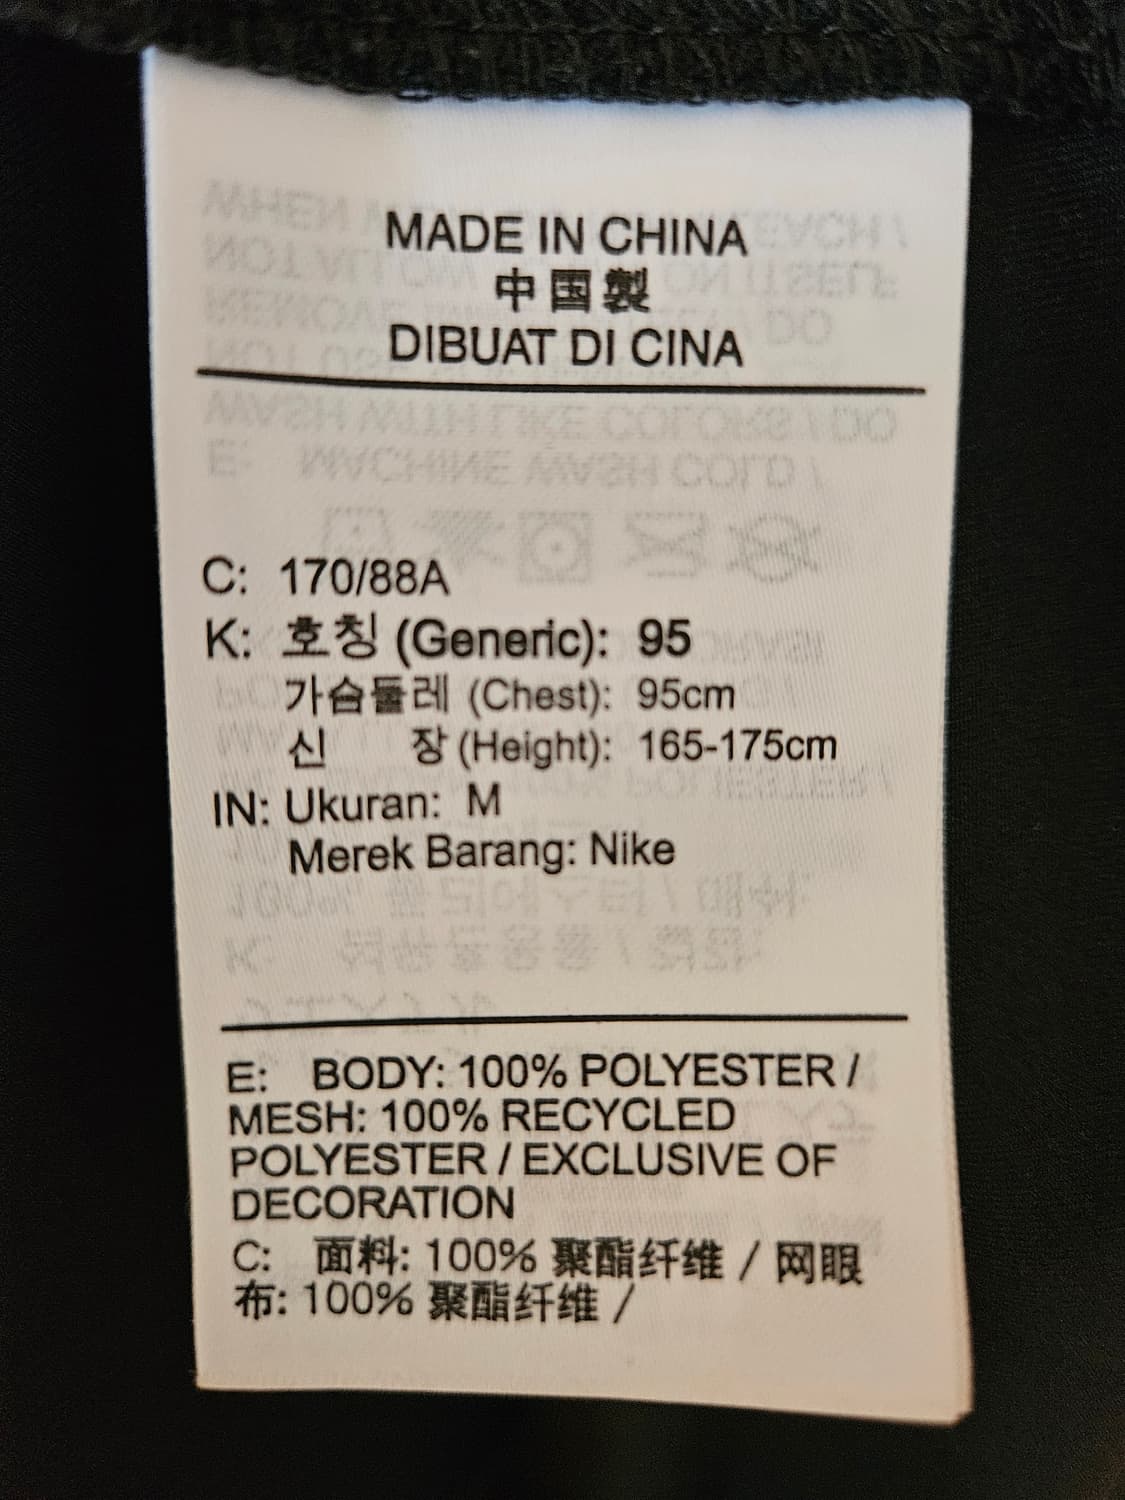 MADE IN CHINA
中国製
DIBUAT DI CINA
C: 170/88A
K: 호칭 (Generic): 95
가슴둘레 (Chest): 95cm
신 장 (Height): 165-175cm
IN: Ukuran: M
Merek Barang: Nike
E: BODY: 100% POLYESTER /
MESH: 100% RECYCLED
POLYESTER / EXCLUSIVE OF
DECORATION
C: 面料: 100% 聚酯纤维 / 网眼
布: 100% 聚酯纤维 /